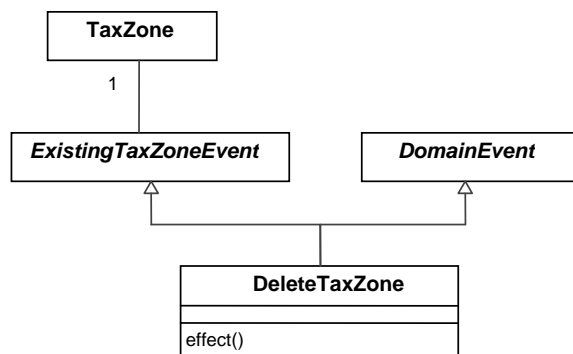 TaxZone
1
ExistingTaxZoneEvent
DomainEvent
DeleteTaxZone
effect()